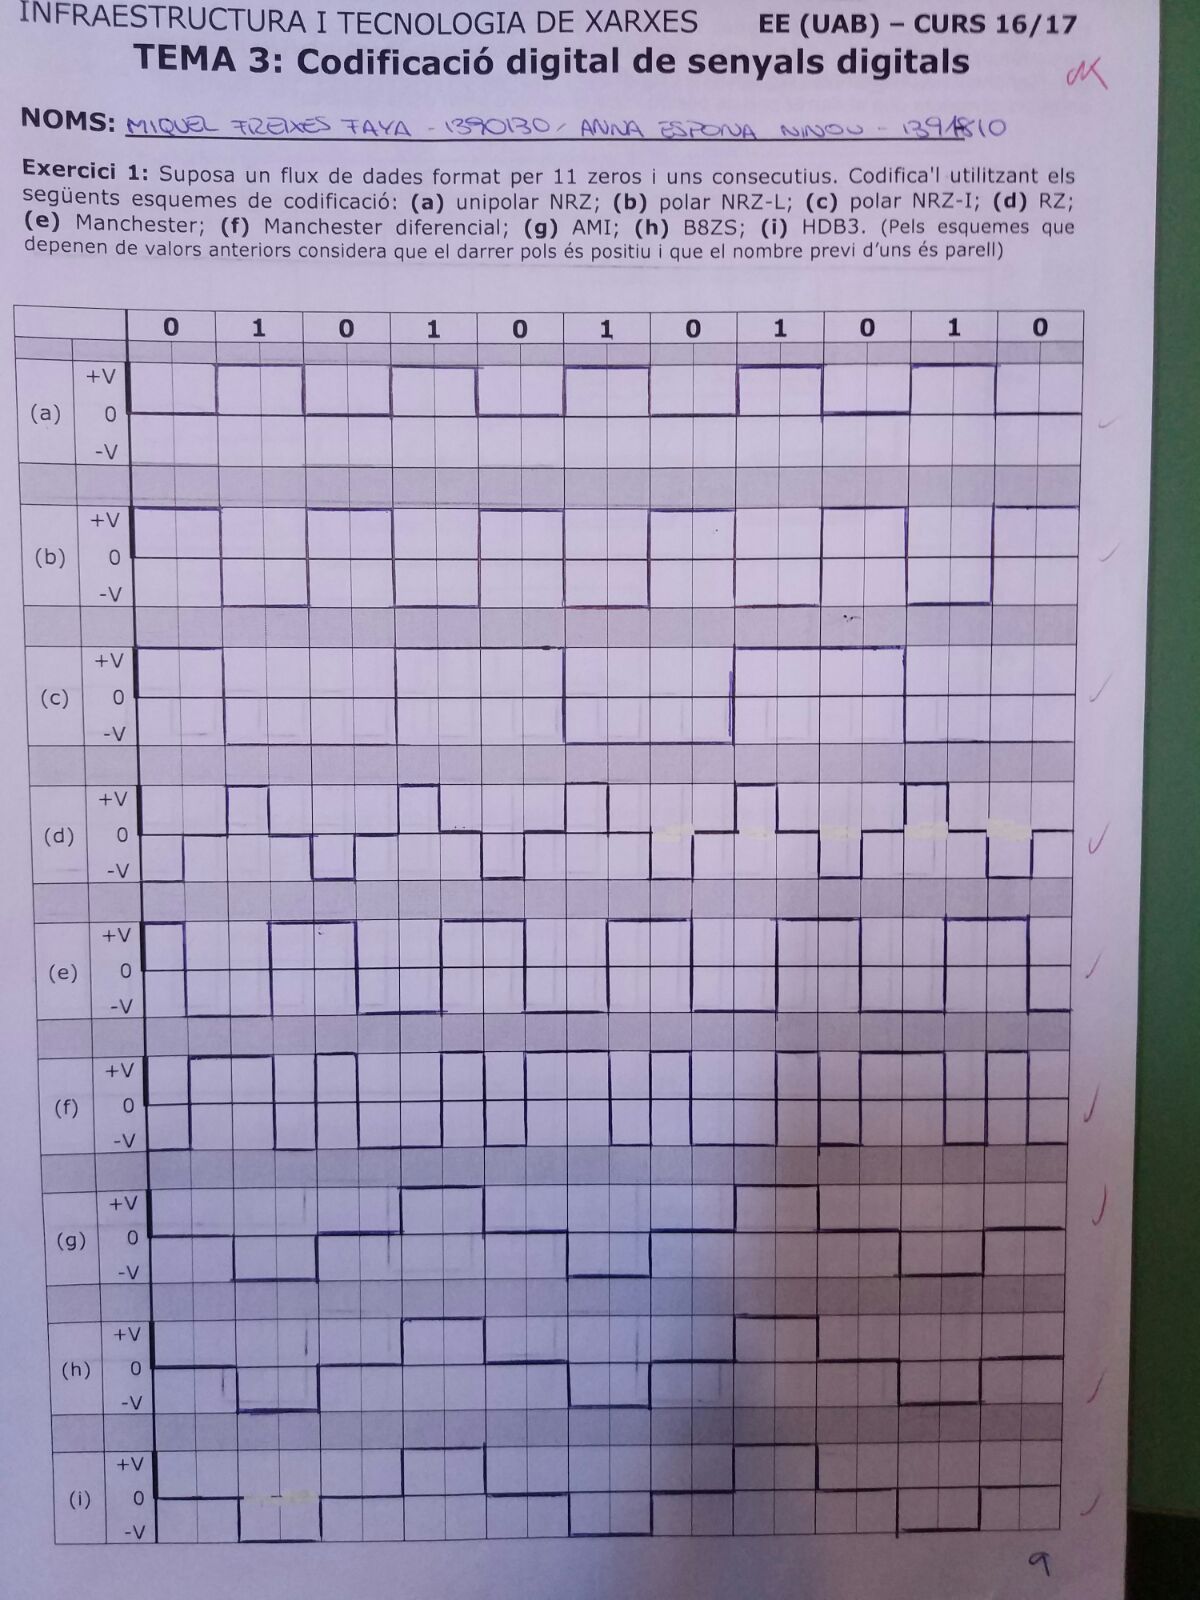 INFRAESTRUCTURA I TECNOLOGIA DE XARXES EE (UAB) – CURS 16/17
TEMA 3: Codificació digital de senyals digitals
NOMS: MIQUEL FREIXES FAYA - 1390130 / ANNA ESPONA NINOU - 1391810
Exercici 1: Suposa un flux de dades format per 11 zeros i uns consecutius. Codifica'l utilitzant els
següents esquemes de codificació: (a) unipolar NRZ; (b) polar NRZ-L; (c) polar NRZ-I; (d) RZ;
(e) Manchester; (f) Manchester diferencial; (g) AMI; (h) B8ZS; (i) HDB3. (Pels esquemes que
depenen de valors anteriors considera que el darrer pols és positiu i que el nombre previ d'uns és parell)
0 1 0 1 0 1 0 1 0 1 0
+V
(a) 0
-V
+V
(b) 0
-V
+V
(c) 0
-V
+V
(d) 0
-V
+V
(e) 0
-V
+V
(f) 0
-V
+V
(g) 0
-V
+V
(h) 0
-V
+V
(i) 0
-V
9